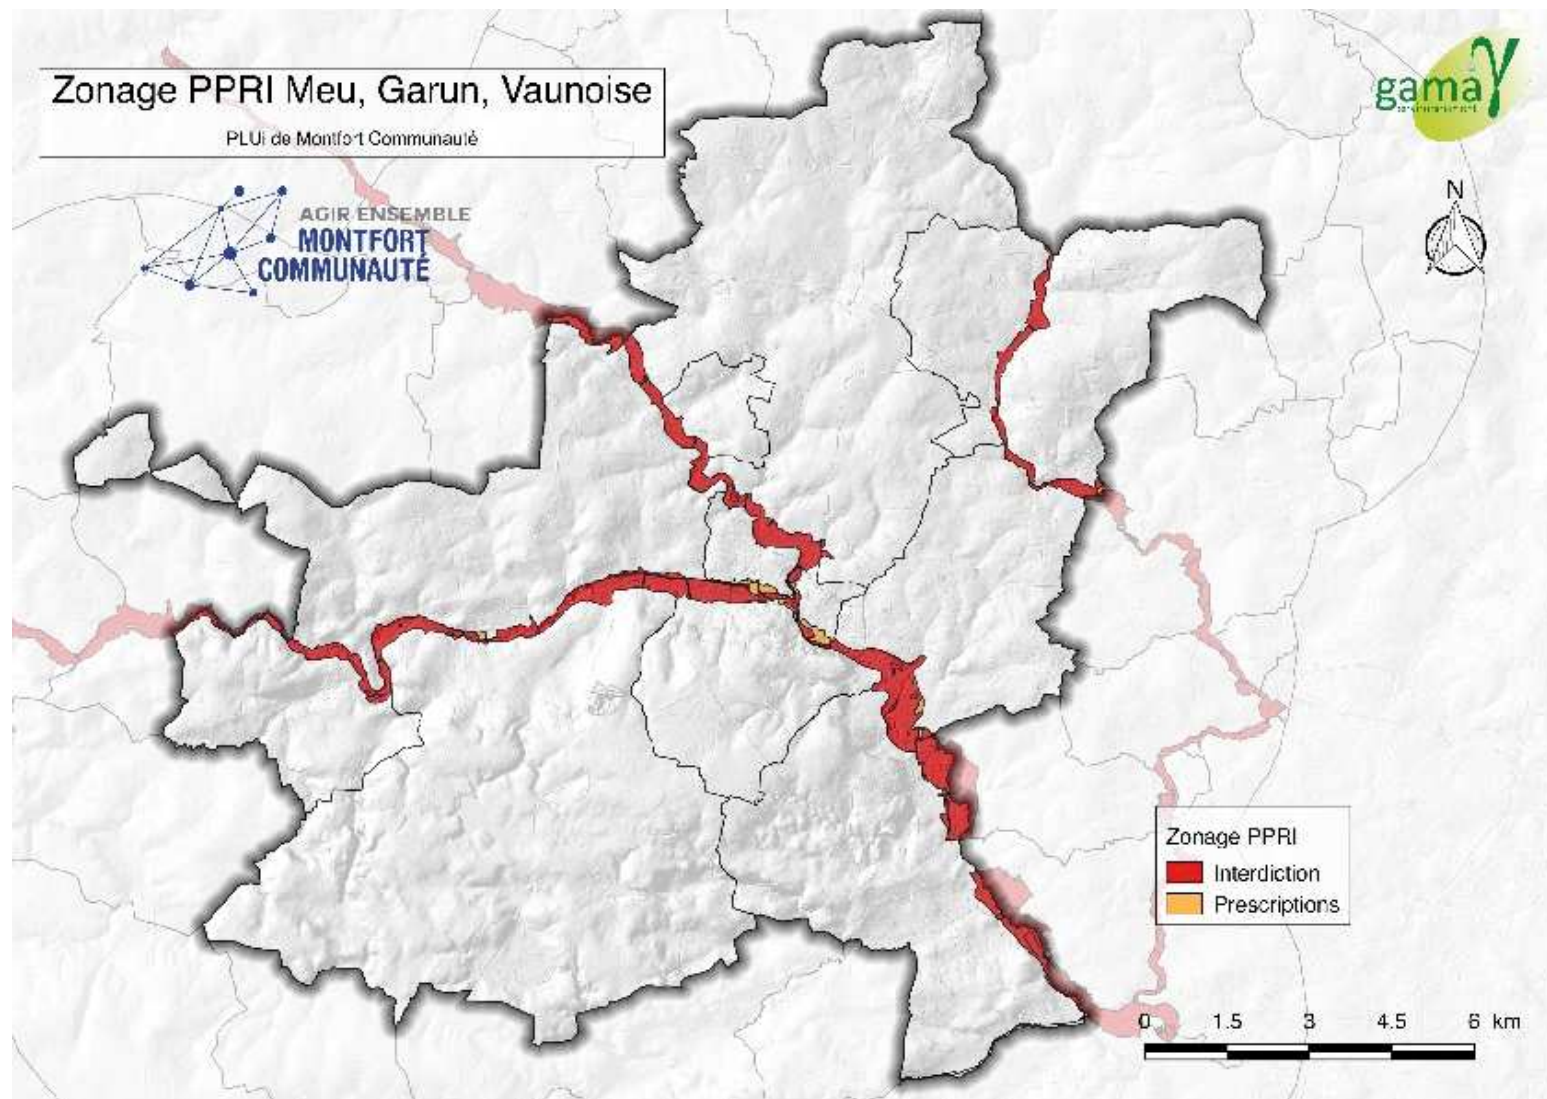 Zonage PPRI Meu, Garun, Vaunoise
PLUi de Montfort Communauté
gama
environnement
AGIR ENSEMBLE
MONTFORT
COMMUNAUTÉ
N
Zonage PPRI
Interdiction
Prescriptions
0 1.5 3 4.5 6 km